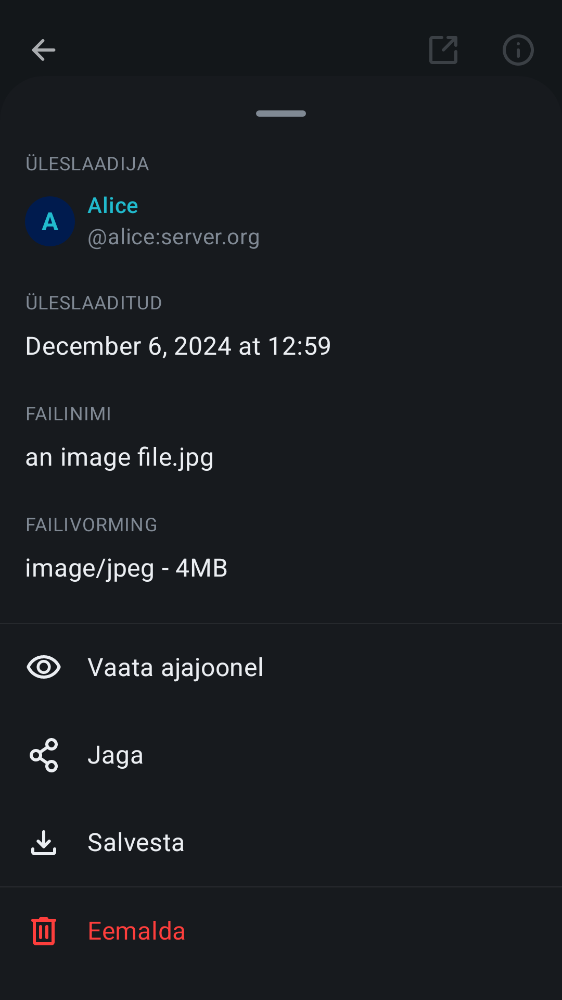 ÜLESLAADIJA
A
Alice
@alice:server.org
ÜLESLAADITUD
December 6, 2024 at 12:59
FAILINIMI
an image file.jpg
FAILIVORMING
image/jpeg - 4MB
Vaata ajajoonel
Jaga
Salvesta
Eemalda